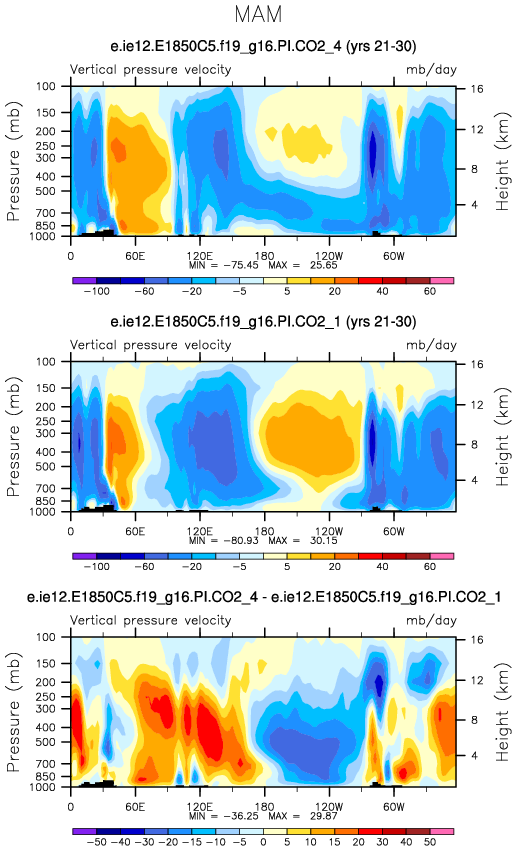 MAM
e.ie12.E1850C5.f19_g16.PI.CO2_4 (yrs 21-30)
Vertical pressure velocity mb/day
100
150
200
250
300
400
500
700
850
1000
Pressure (mb)
16
12
8
4
Height (km)
0 60E 120E 180 120W 60W
MIN = -75.45 MAX = 25.65
-100 -60 -20 -5 5 20 40 60
e.ie12.E1850C5.f19_g16.PI.CO2_1 (yrs 21-30)
Vertical pressure velocity mb/day
100
150
200
250
300
400
500
700
850
1000
Pressure (mb)
16
12
8
4
Height (km)
0 60E 120E 180 120W 60W
MIN = -80.93 MAX = 30.15
-100 -60 -20 -5 5 20 40 60
e.ie12.E1850C5.f19_g16.PI.CO2_4 - e.ie12.E1850C5.f19_g16.PI.CO2_1
Vertical pressure velocity mb/day
100
150
200
250
300
400
500
700
850
1000
Pressure (mb)
16
12
8
4
Height (km)
0 60E 120E 180 120W 60W
MIN = -36.25 MAX = 29.87
-50 -40 -30 -20 -15 -10 -5 0 5 10 15 20 30 40 50